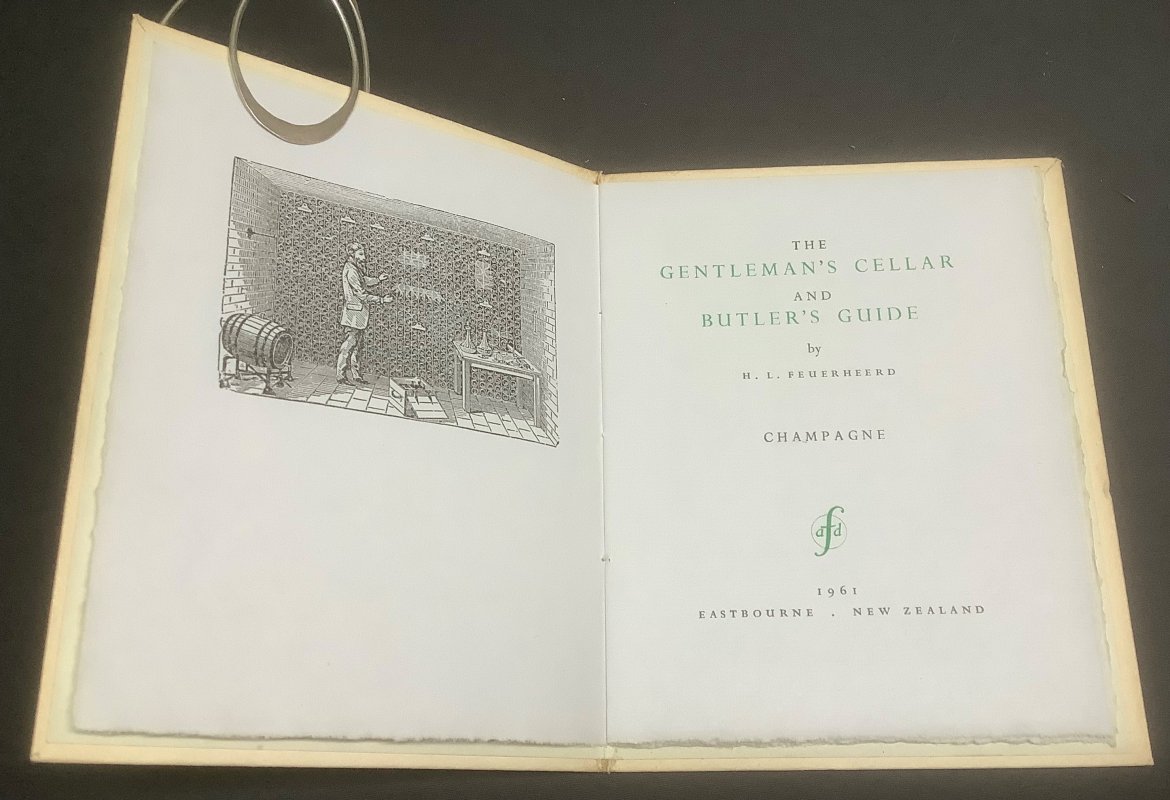 THE
GENTLEMAN'S CELLAR
AND
BUTLER'S GUIDE
by
H. L. FEUERHEERD
CHAMPAGNE
dfd
1961
EASTBOURNE . NEW ZEALAND